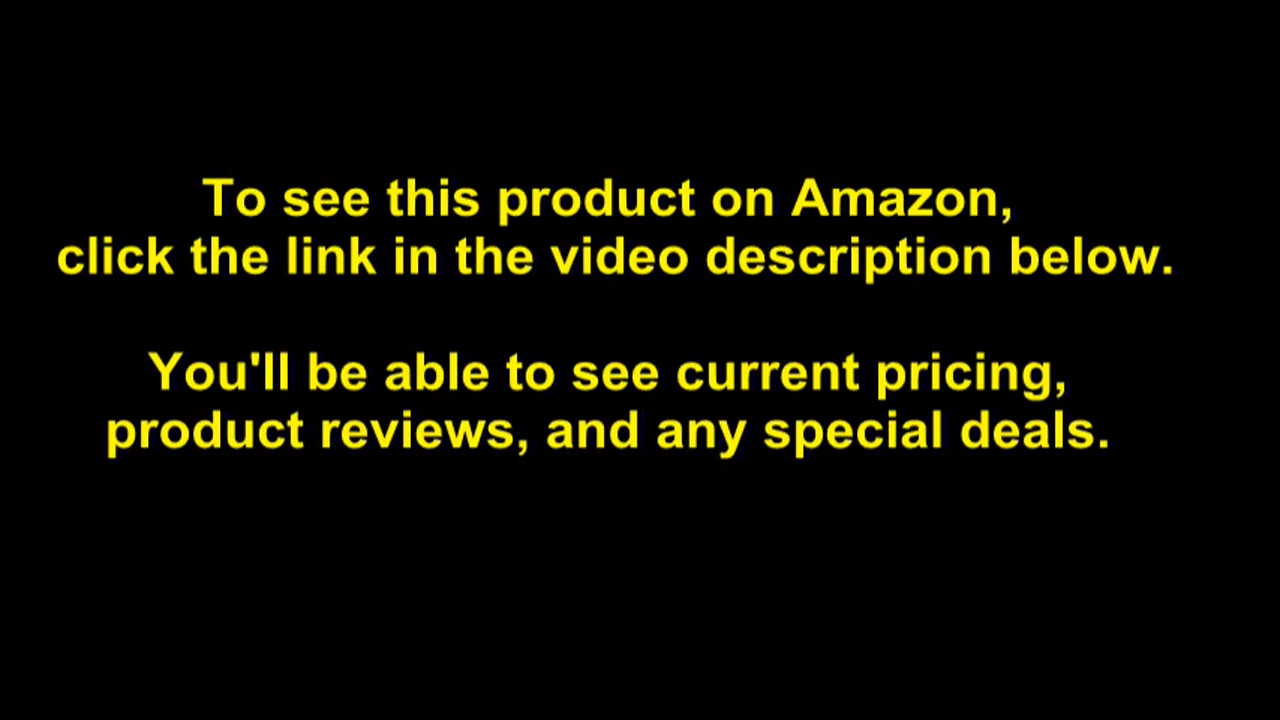 To see this product on Amazon,
click the link in the video description below.
You'll be able to see current pricing,
product reviews, and any special deals.